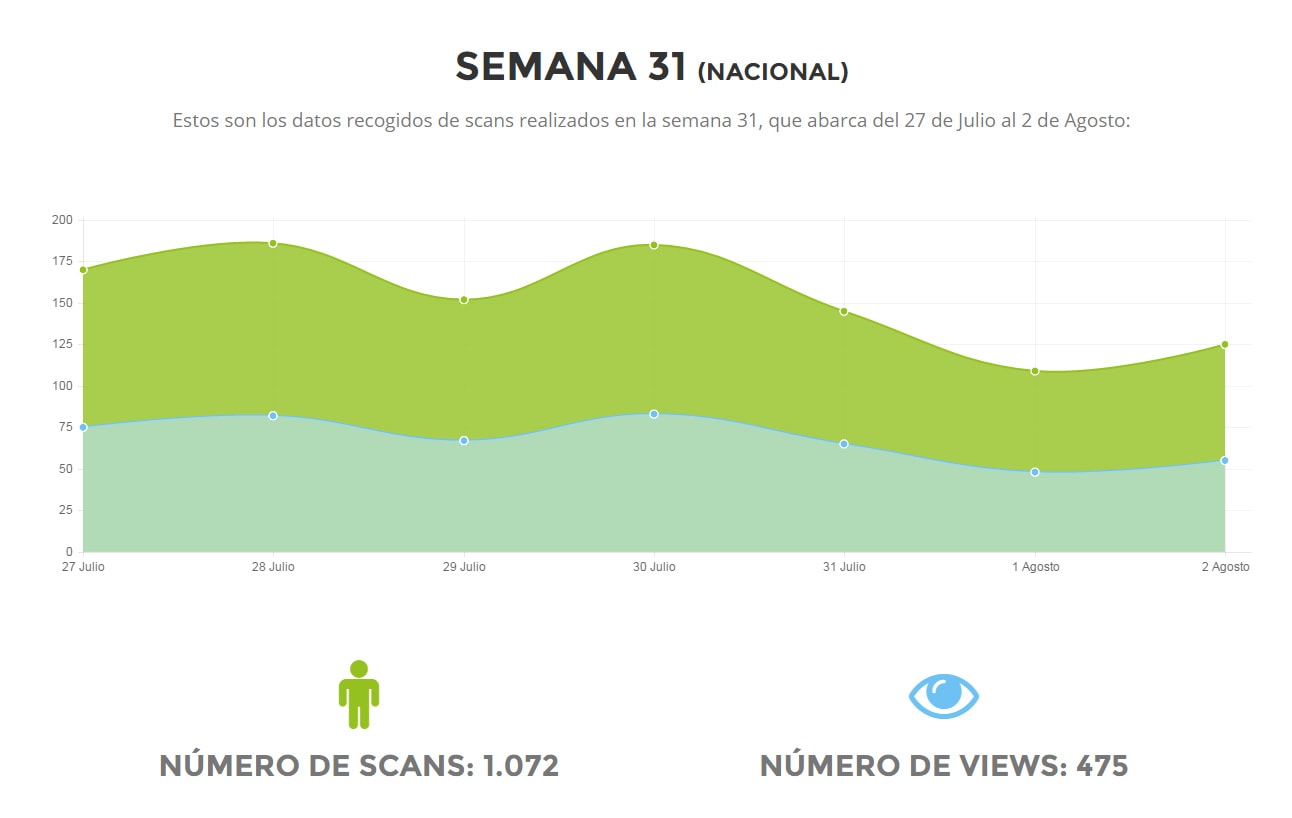 SEMANA 31 (NACIONAL)
Estos son los datos recogidos de scans realizados en la semana 31, que abarca del 27 de Julio al 2 de Agosto:
200
175
150
125
100
75
50
25
0
27 Julio 28 Julio 29 Julio 30 Julio 31 Julio 1 Agosto 2 Agosto
NÚMERO DE SCANS: 1.072 NÚMERO DE VIEWS: 475